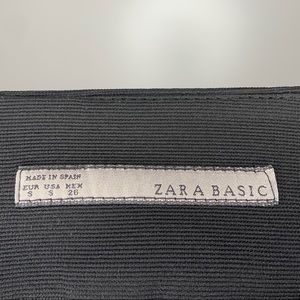 MADE IN SPAIN
EUR USA MEX
S S 26
ZARA BASIC